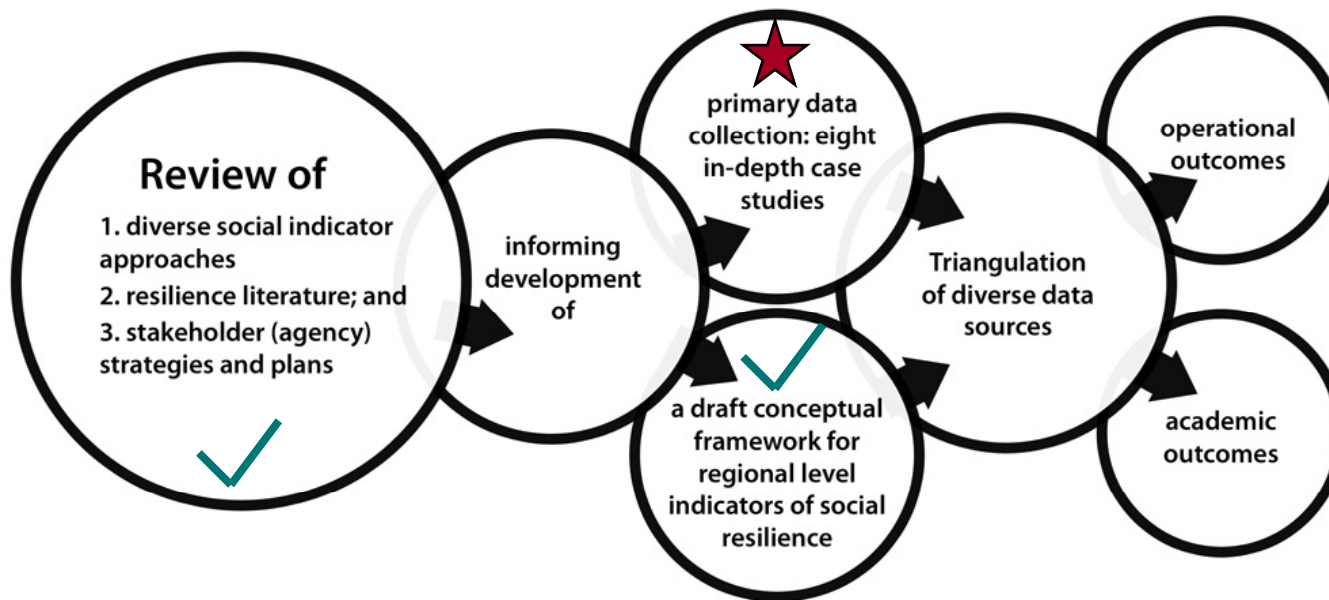 Review of
1. diverse social indicator
approaches
2. resilience literature; and
3. stakeholder (agency)
strategies and plans
informing
development
of
primary data
collection: eight
in-depth case
studies
a draft conceptual
framework for
regional level
indicators of social
resilience
Triangulation
of diverse data
sources
operational
outcomes
academic
outcomes